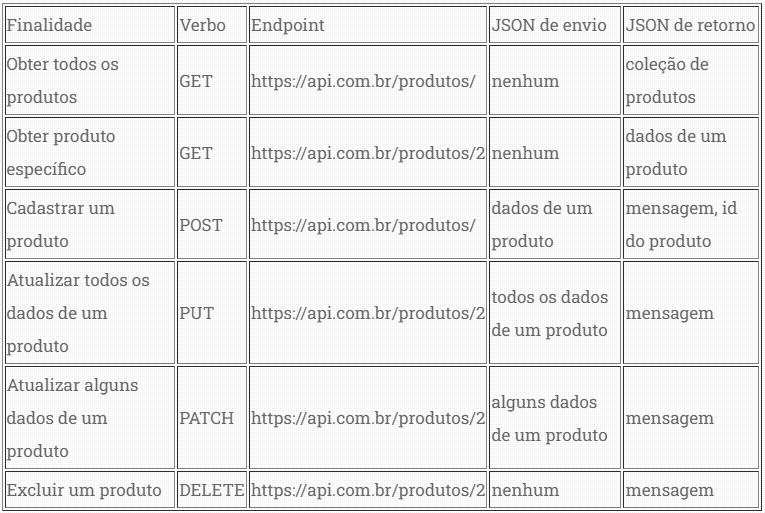 Finalidade Verbo Endpoint JSON de envio JSON de retorno
Obter todos os
produtos
GET
https://api.com.br/produtos/
nenhum
coleção de
produtos
Obter produto
específico
GET
https://api.com.br/produtos/2
nenhum
dados de um
produto
Cadastrar um
produto
POST
https://api.com.br/produtos/
dados de um
produto
mensagem, id
do produto
Atualizar todos os
dados de um
produto
PUT
https://api.com.br/produtos/2
todos os dados
de um produto
mensagem
Atualizar alguns
dados de um
produto
PATCH
https://api.com.br/produtos/2
alguns dados
de um produto
mensagem
Excluir um produto DELETE https://api.com.br/produtos/2 nenhum mensagem